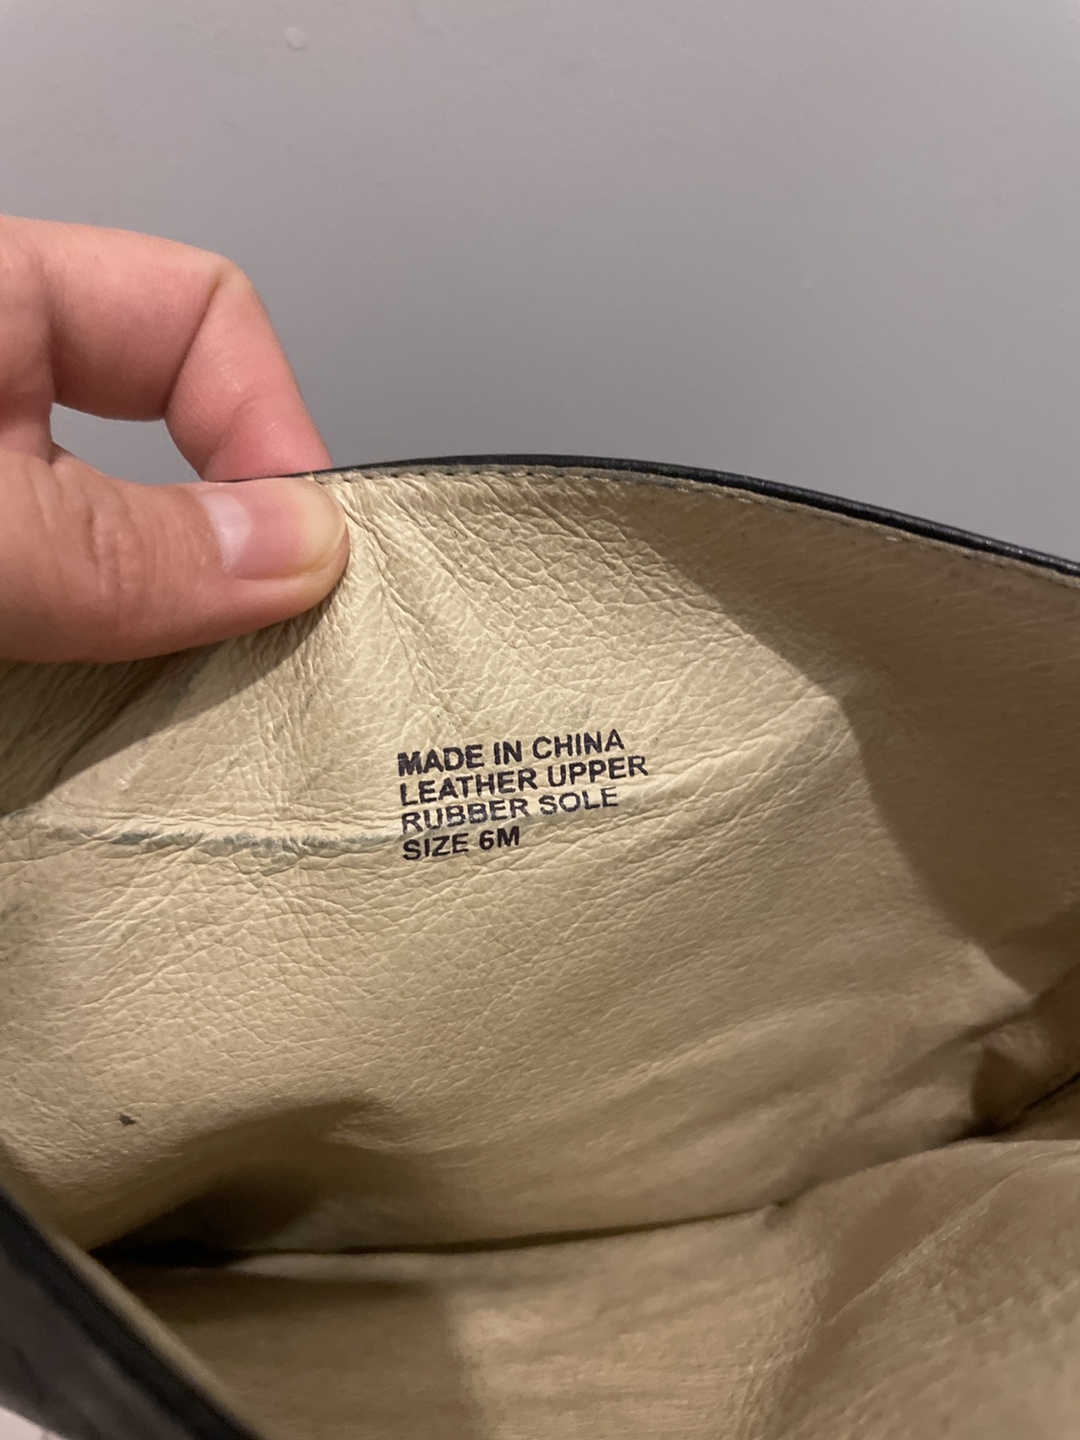 MADE IN CHINA
LEATHER UPPER
RUBBER SOLE
SIZE 6M